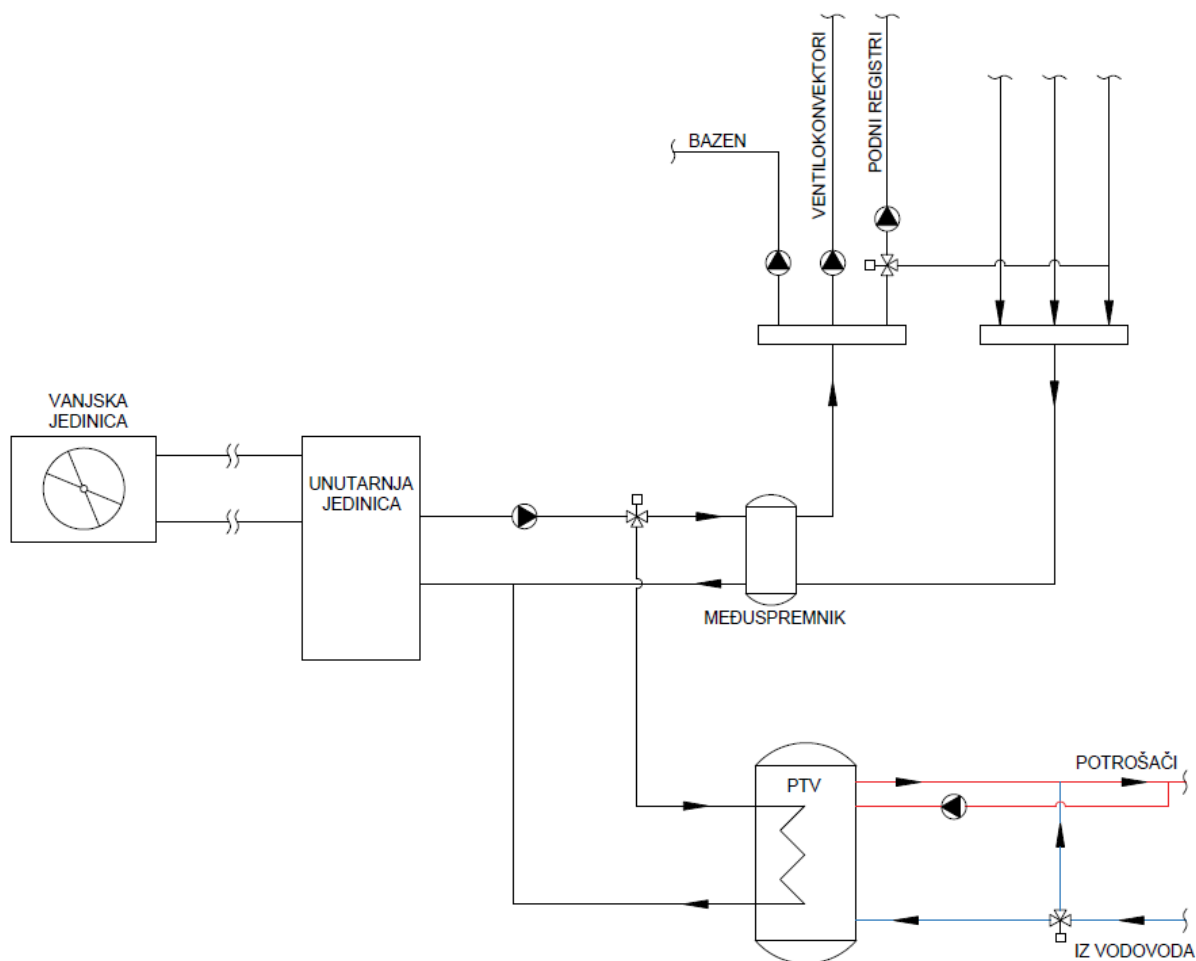 BAZEN
VENTILOKONVEKTORI
PODNI REGISTRI
VANJSKA
JEDINICA
UNUTARNJA
JEDINICA
MEĐUSPREMNIK
PTV
POTROŠAČI
IZ VODOVODA